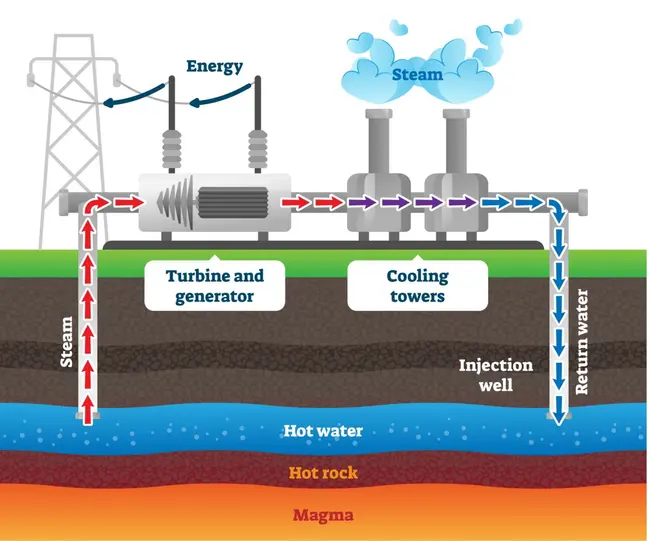 Energy
Steam
Turbine and
generator
Cooling
towers
Steam
Injection
well
Return water
Hot water
Hot rock
Magma